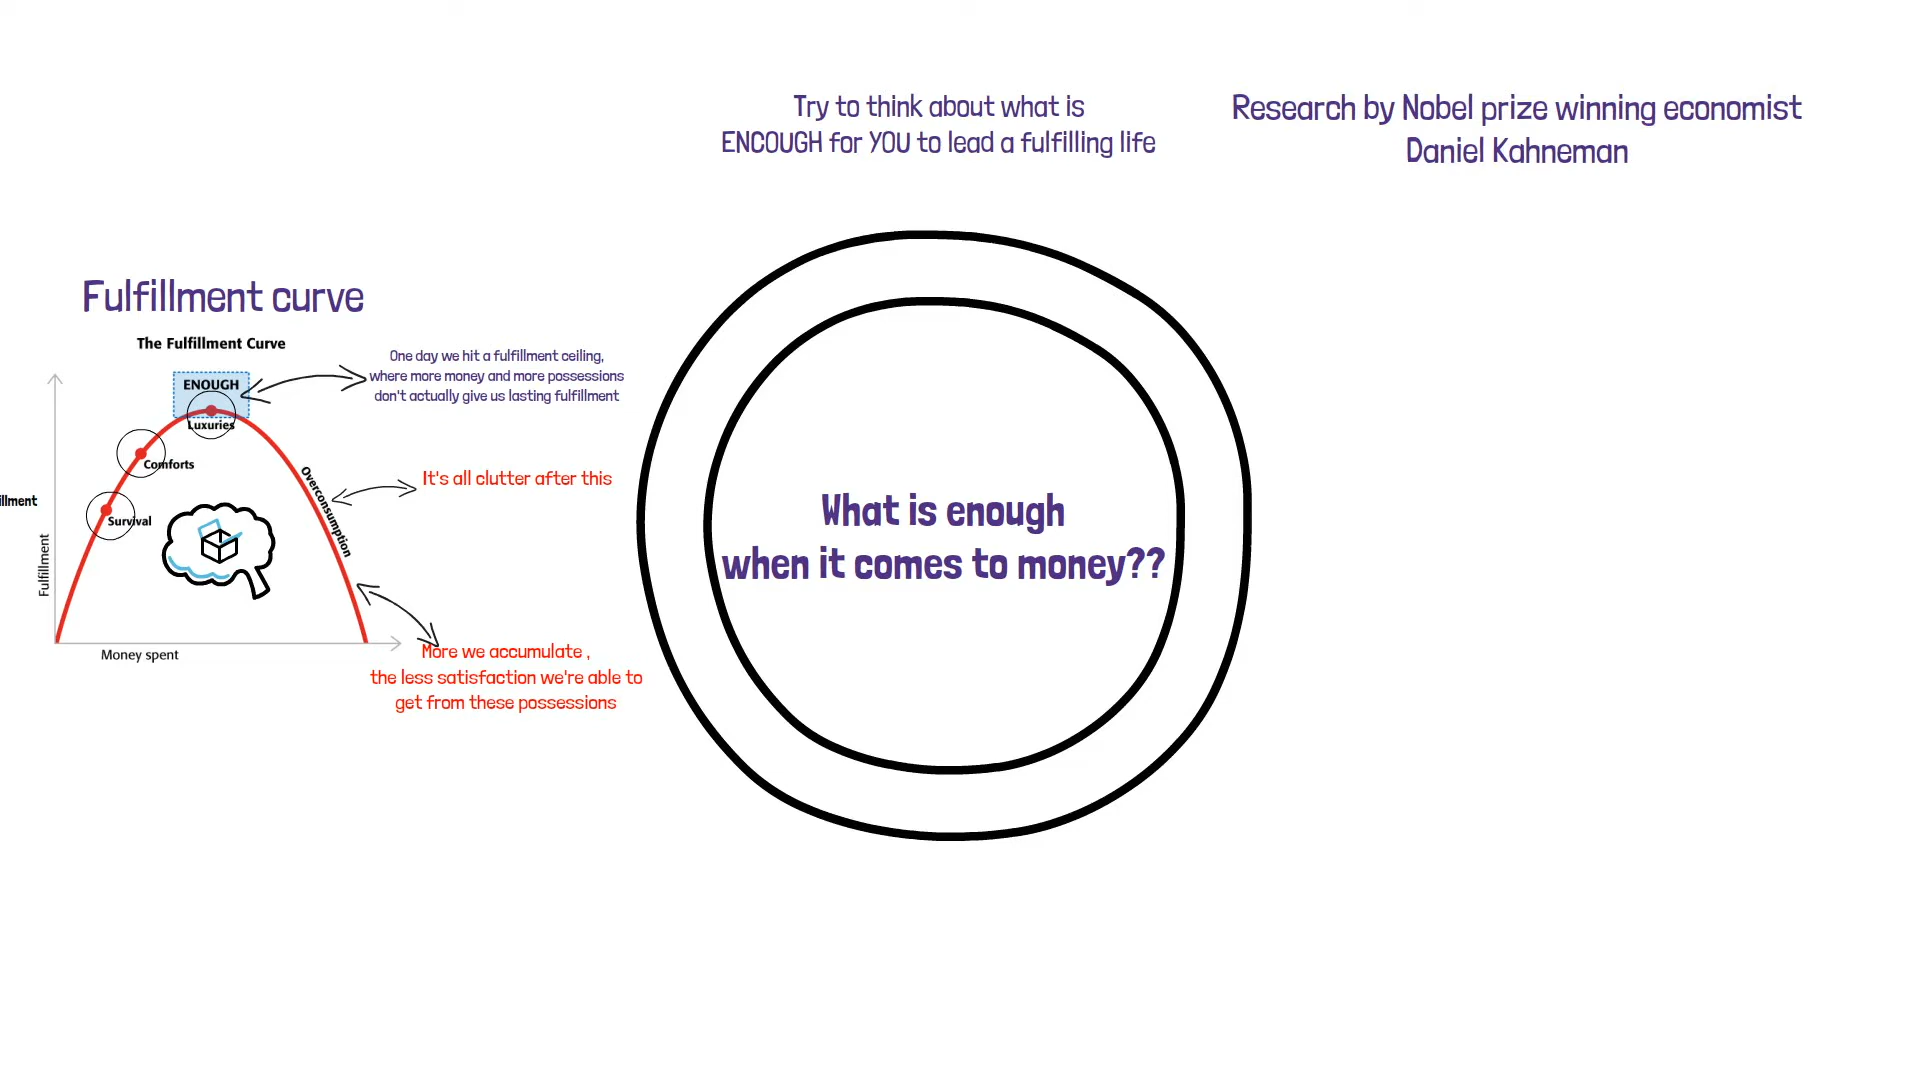 Try to think about what is
ENCOUGH for YOU to lead a fulfilling life
Research by Nobel prize winning economist
Daniel Kahneman
Fulfillment curve
The Fulfillment Curve
ENOUGH
Luxuries
Comforts
Survival
Overconsumption
Fulfillment
Money spent
One day we hit a fulfillment ceiling,
where more money and more possessions
don't actually give us lasting fulfillment
It's all clutter after this
More we accumulate ,
the less satisfaction we're able to
get from these possessions
What is enough
when it comes to money??